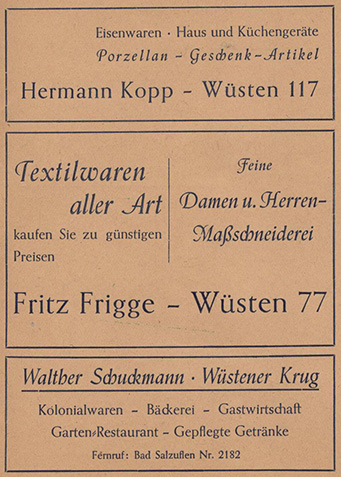 Eisenwaren · Haus und Küchengeräte
Porzellan - Geschenk-Artikel
Hermann Kopp - Wüsten 117
Textilwaren
aller Art
kaufen Sie zu günstigen
Preisen
Feine
Damen u. Herren-
Maßschneiderei
Fritz Frigge - Wüsten 77
Walther Schuckmann · Wüstener Krug
Kolonialwaren - Bäckerei - Gastwirtschaft
Garten-Restaurant - Gepflegte Getränke
Fernruf: Bad Salzuflen Nr. 2182